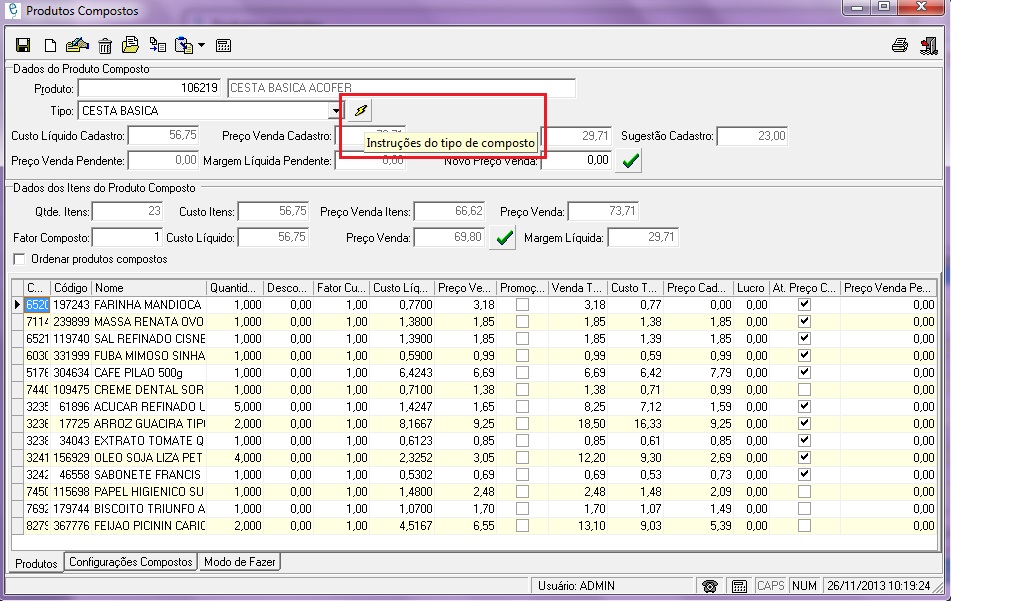 Produtos Compostos
Dados do Produto Composto
Produto: 106219 CESTA BASICA ACOFER
Tipo: CESTA BASICA
Custo Líquido Cadastro: 56,75 Preço Venda Cadastro: 29,71 Sugestão Cadastro: 23,00
Instruções do tipo de composto
Preço Venda Pendente: 0,00 Margem Líquida Pendente: 0,00 Novo Preço Venda: 0,00
Dados dos Itens do Produto Composto
Qtde. Itens: 23 Custo Itens: 56,75 Preço Venda Itens: 66,62 Preço Venda: 73,71
Fator Composto: 1 Custo Líquido: 56,75 Preço Venda: 69,80 Margem Líquida: 29,71
Ordenar produtos compostos
C... Código Nome Quantid... Desco... Fator Cu... Custo Líq... Preço Ve... Promoç... Venda T... Custo T... Preço Cad... Lucro At. Preço C... Preço Venda Pe...
6520 197243 FARINHA MANDIOCA 1,000 0,00 1,00 0,7700 3,18 3,18 0,77 0,00 0,00 0,00
7114 239899 MASSA RENATA OVO 1,000 0,00 1,00 1,3800 1,85 1,85 1,38 1,85 0,00 0,00
6521 119740 SAL REFINADO CISNE 1,000 0,00 1,00 1,3900 1,85 1,85 1,39 1,85 0,00 0,00
6030 331999 FUBA MIMOSO SINHA 1,000 0,00 1,00 0,5900 0,99 0,99 0,59 0,99 0,00 0,00
5176 304634 CAFE PILAO 500g 1,000 0,00 1,00 6,4243 6,69 6,69 6,42 7,79 0,00 0,00
7440 109475 CREME DENTAL SOR 1,000 0,00 1,00 0,7100 1,38 1,38 0,71 0,99 0,00 0,00
3235 61896 ACUCAR REFINADO U 5,000 0,00 1,00 1,4247 1,65 8,25 7,12 1,59 0,00 0,00
3236 17725 ARROZ GUACIRA TIP 2,000 0,00 1,00 8,1667 9,25 18,50 16,33 9,25 0,00 0,00
3238 34043 EXTRATO TOMATE Q 1,000 0,00 1,00 0,6123 0,85 0,85 0,61 0,85 0,00 0,00
3241 156929 OLEO SOJA LIZA PET 4,000 0,00 1,00 2,3252 3,05 12,20 9,30 2,69 0,00 0,00
3242 46558 SABONETE FRANCIS 1,000 0,00 1,00 0,5302 0,69 0,69 0,53 0,73 0,00 0,00
7450 115698 PAPEL HIGIENICO SU 1,000 0,00 1,00 1,4800 2,48 2,48 1,48 2,09 0,00 0,00
7692 179744 BISCOITO TRIUNFO A 1,000 0,00 1,00 1,0700 1,70 1,70 1,07 1,49 0,00 0,00
8279 367776 FEIJAO PICININ CARIC 2,000 0,00 1,00 4,5167 6,55 13,10 9,03 5,39 0,00 0,00
Produtos Configurações Compostos Modo de Fazer
Usuário: ADMIN CAPS NUM 26/11/2013 10:19:24